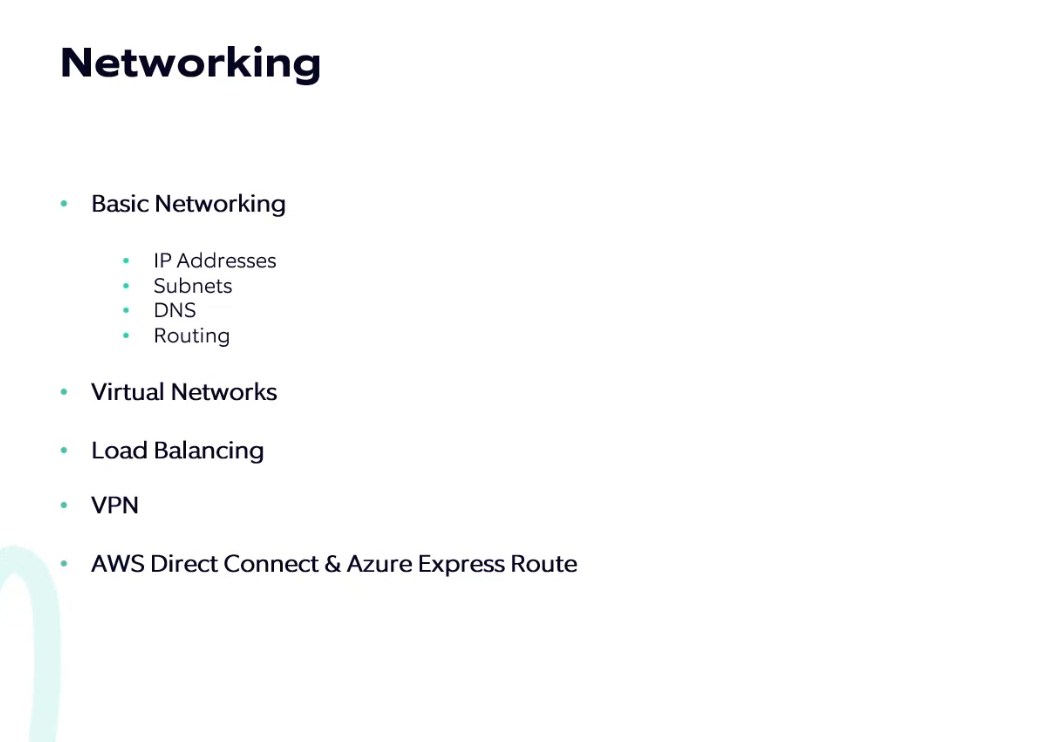 Networking
• Basic Networking
• IP Addresses
• Subnets
• DNS
• Routing
• Virtual Networks
• Load Balancing
• VPN
• AWS Direct Connect & Azure Express Route